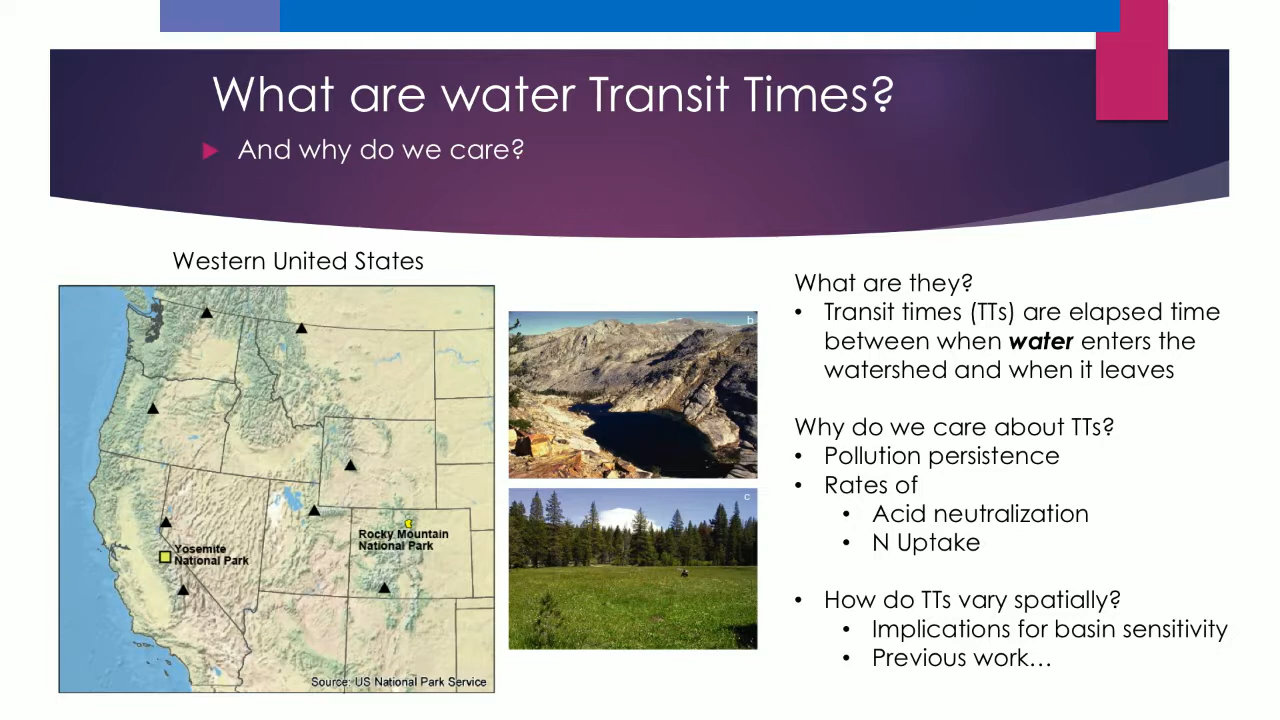 What are water Transit Times?
And why do we care?
Western United States
Rocky Mountain
National Park
Yosemite
National Park
Source: US National Park Service
b
c
What are they?
• Transit times (TTs) are elapsed time
between when water enters the
watershed and when it leaves
Why do we care about TTs?
• Pollution persistence
• Rates of
• Acid neutralization
• N Uptake
• How do TTs vary spatially?
• Implications for basin sensitivity
• Previous work…